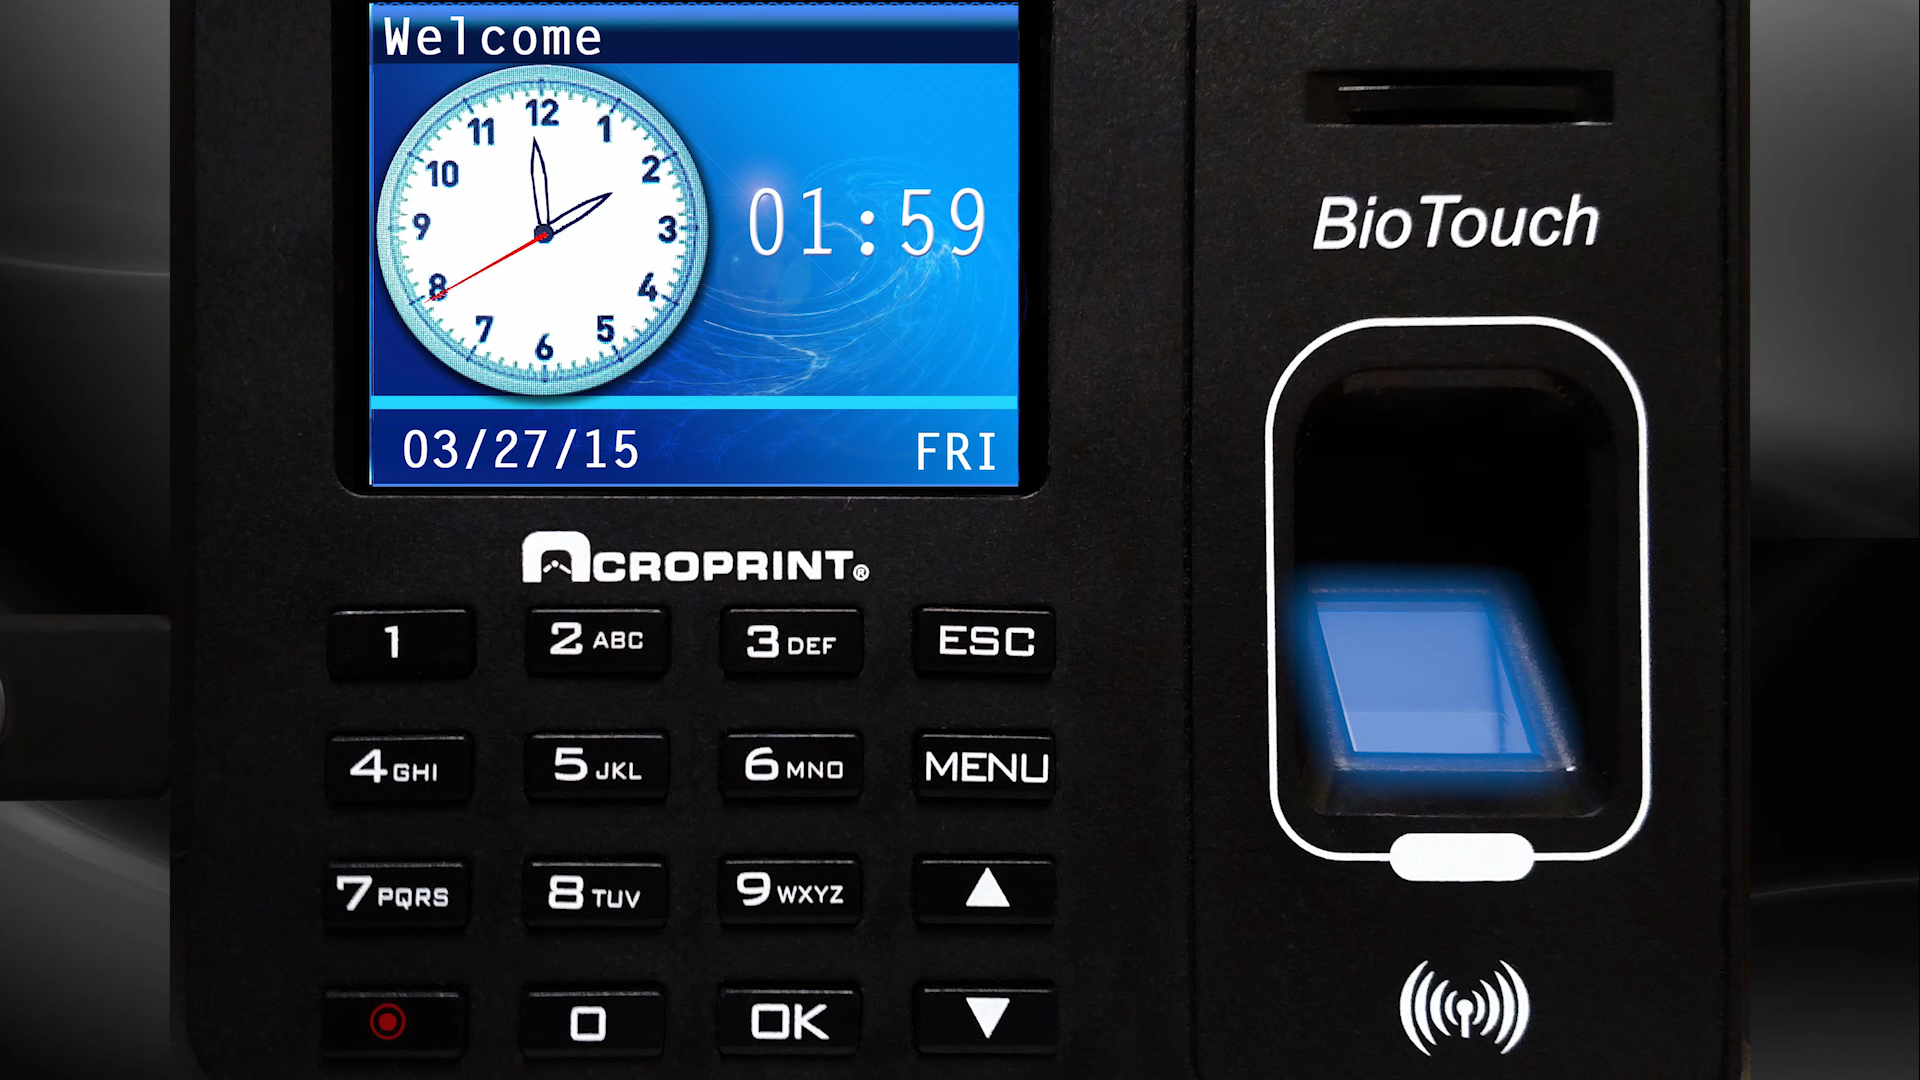 Welcome
12
11
1
10
2
9
3
8
4
7
5
6
01:59
03/27/15
FRI
ACROPRINT®
1
2 ABC
3 DEF
ESC
4 GHI
5 JKL
6 MNO
MENU
7 PQRS
8 TUV
9 WXYZ
0
OK
BioTouch